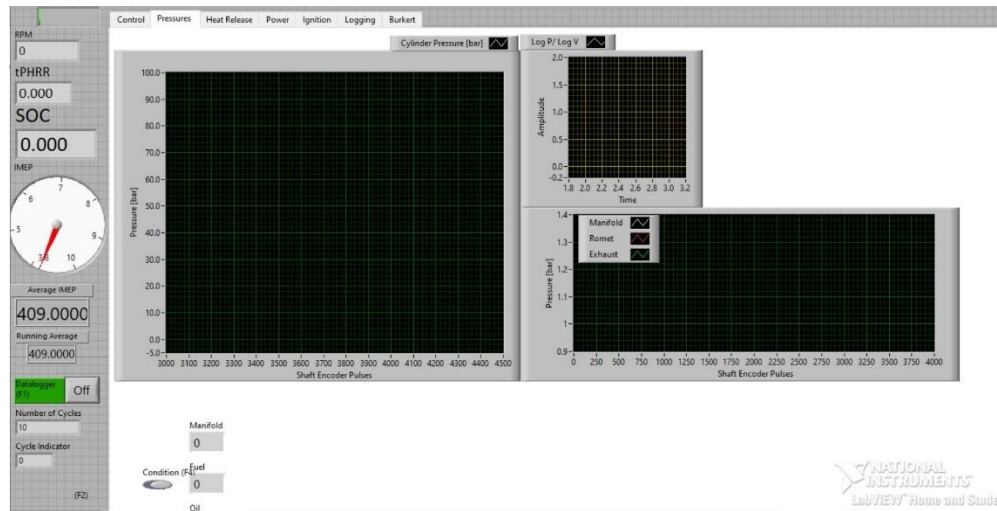 Control Pressures Heat Release Power Ignition Logging Burkert
RPM
0
tPHRR
0.000
SOC
0.000
IMEP
5 6 7 8 9 10
Average IMEP
409.0000
Running Average
409.0000
Datalogger (F1)
Off
Number of Cycles
10
Cycle Indicator
0
(F2)
Cylinder Pressure [bar]
100.0
90.0
80.0
70.0
60.0
50.0
40.0
30.0
20.0
10.0
0.0
-5.0
Pressure [bar]
3000 3100 3200 3300 3400 3500 3600 3700 3800 3900 4000 4100 4200 4300 4400 4500
Shaft Encoder Pulses
Log P/ Log V
2.0
1.5
1.0
0.5
0.0
-0.2
Amplitude
1.8 2.0 2.2 2.4 2.6 2.8 3.0 3.2
Time
Manifold
Romet
Exhaust
1.4
1.3
1.2
1.1
1
0.9
Pressure [bar]
0 250 500 750 1000 1250 1500 1750 2000 2250 2500 2750 3000 3250 3500 3750 4000
Shaft Encoder Pulses
Manifold
0
Condition (F4)
Fuel
0
Oil
NATIONAL
INSTRUMENTS
LabVIEW Home and Stude